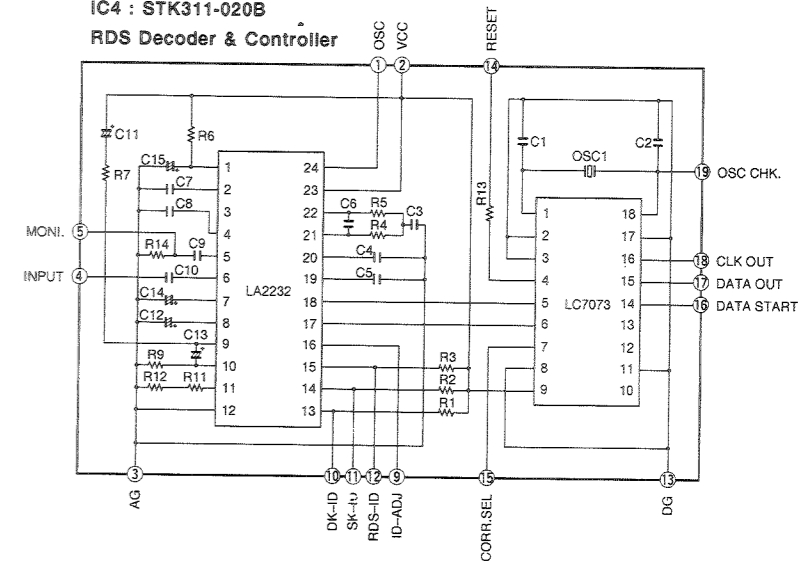 IC4 : STK311-020B
RDS Decoder & Controller
OSC
VCC
RESET
1
2
14
C11
R6
C1
C2
C15
1
24
OSC1
R7
C7
2
23
19 OSC CHK.
C8
3
22
C6
R5
C3
R13
MONI. 5
4
21
R4
1
18
R14
C9
5
20
C4
2
17
INPUT 4
C10
6
19
C5
3
16
18 CLK OUT
C14
7
LA2232
18
4
15
17 DATA OUT
C12
8
17
5
LC7073
14
16 DATA START
C13
9
16
6
13
R9
10
15
R3
7
12
R12
R11
11
14
R2
8
11
12
13
R1
9
10
3
10
11
12
9
15
13
AG
DK-ID
RDS-ID
ID-ADJ
CORR.SEL
DG